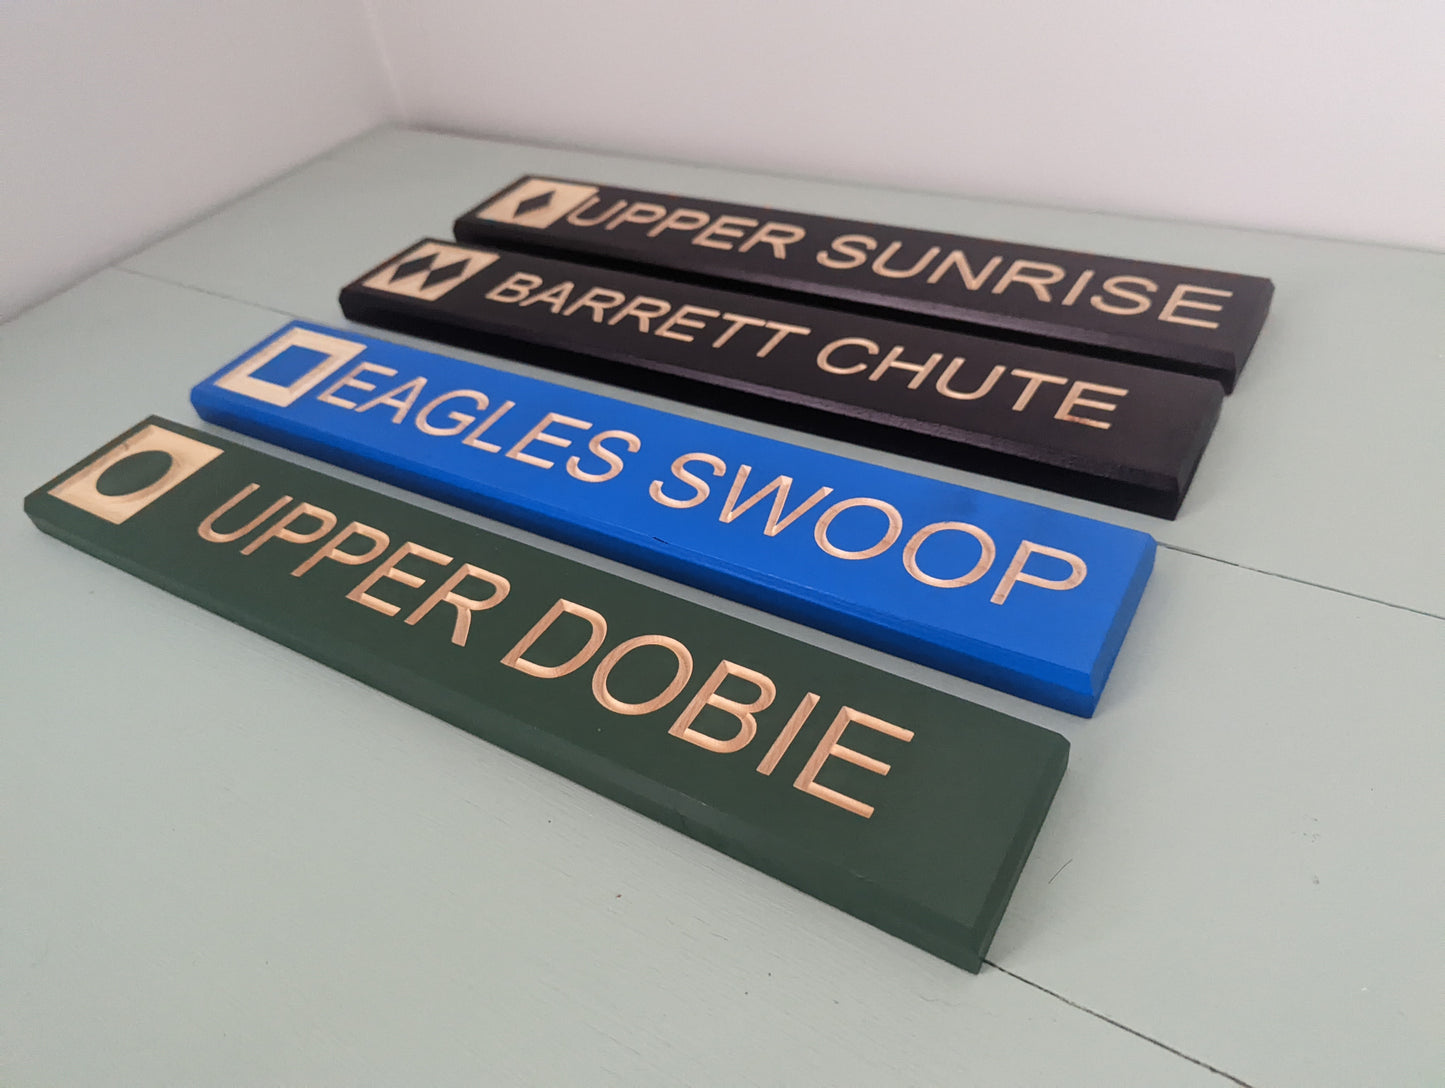 UPPER SUNRISE
BARRETT CHUTE
EAGLES SWOOP
UPPER DOBIE